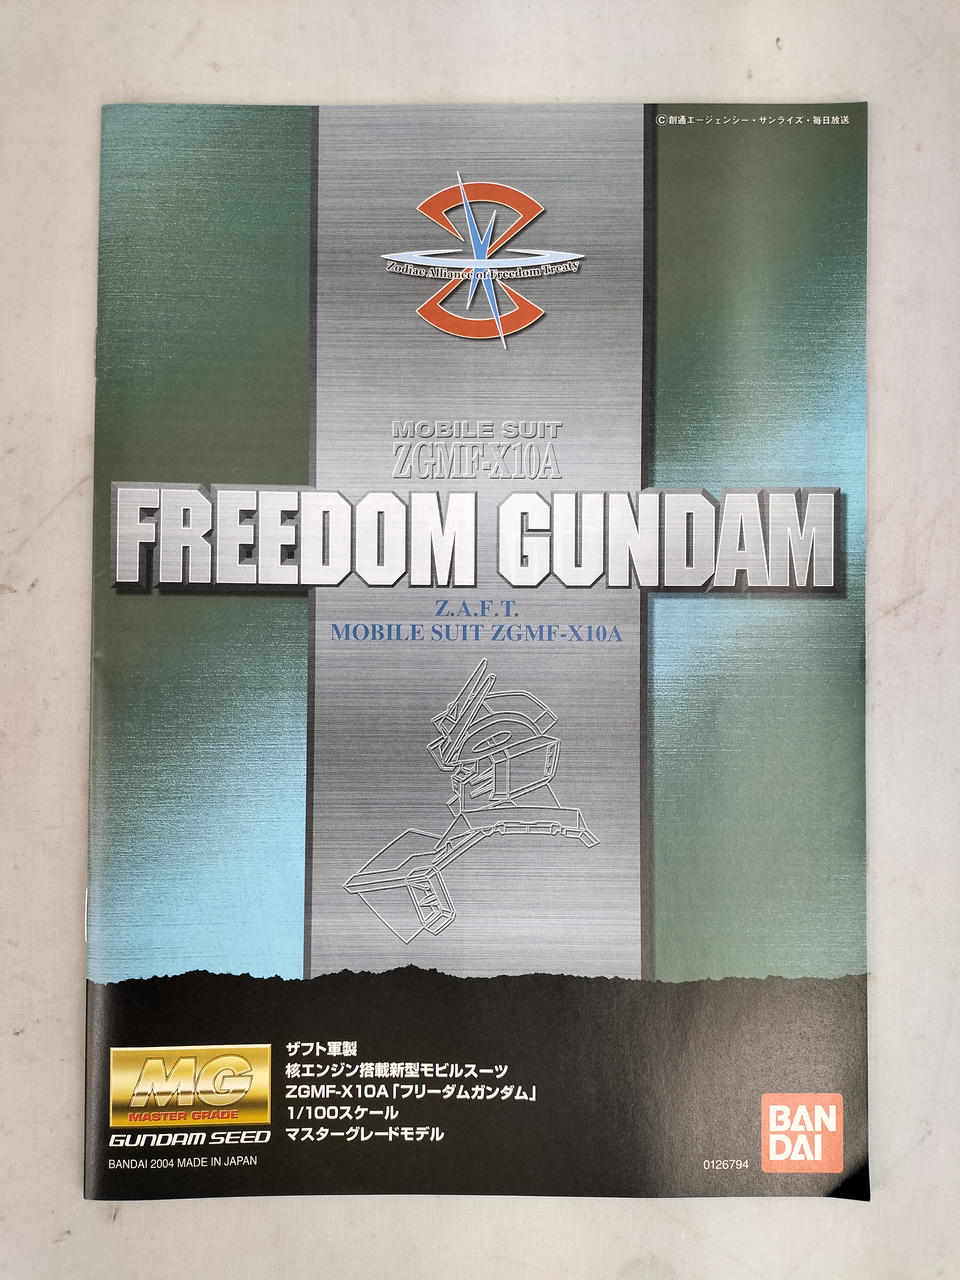 ©創通エージェンシー・サンライズ・毎日放送
Zodiac Alliance of Freedom Treaty
MOBILE SUIT
ZGMF-X10A
FREEDOM GUNDAM
Z.A.F.T.
MOBILE SUIT ZGMF-X10A
MG
MASTER GRADE
GUNDAM SEED
BANDAI 2004 MADE IN JAPAN
ザフト軍製
核エンジン搭載新型モビルスーツ
ZGMF-X10A「フリーダムガンダム」
1/100スケール
マスターグレードモデル
0126794
BAN
DAI